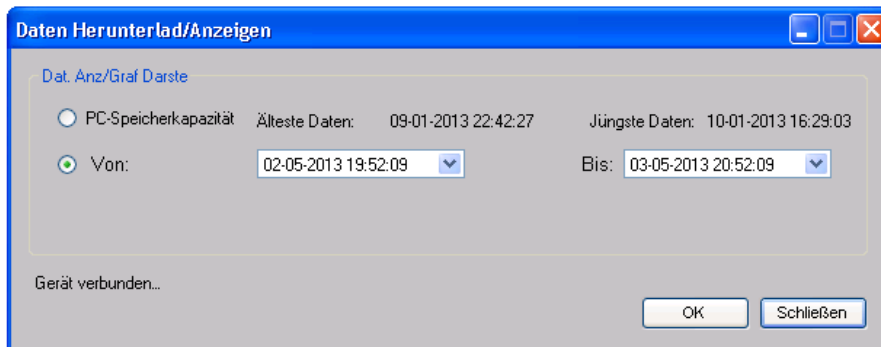 Daten Herunterlad/Anzeigen
Dat. Anz/Graf Darste
PC-Speicherkapazität Älteste Daten: 09-01-2013 22:42:27 Jüngste Daten: 10-01-2013 16:29:03
Von: 02-05-2013 19:52:09 Bis: 03-05-2013 20:52:09
Gerät verbunden...
OK Schließen